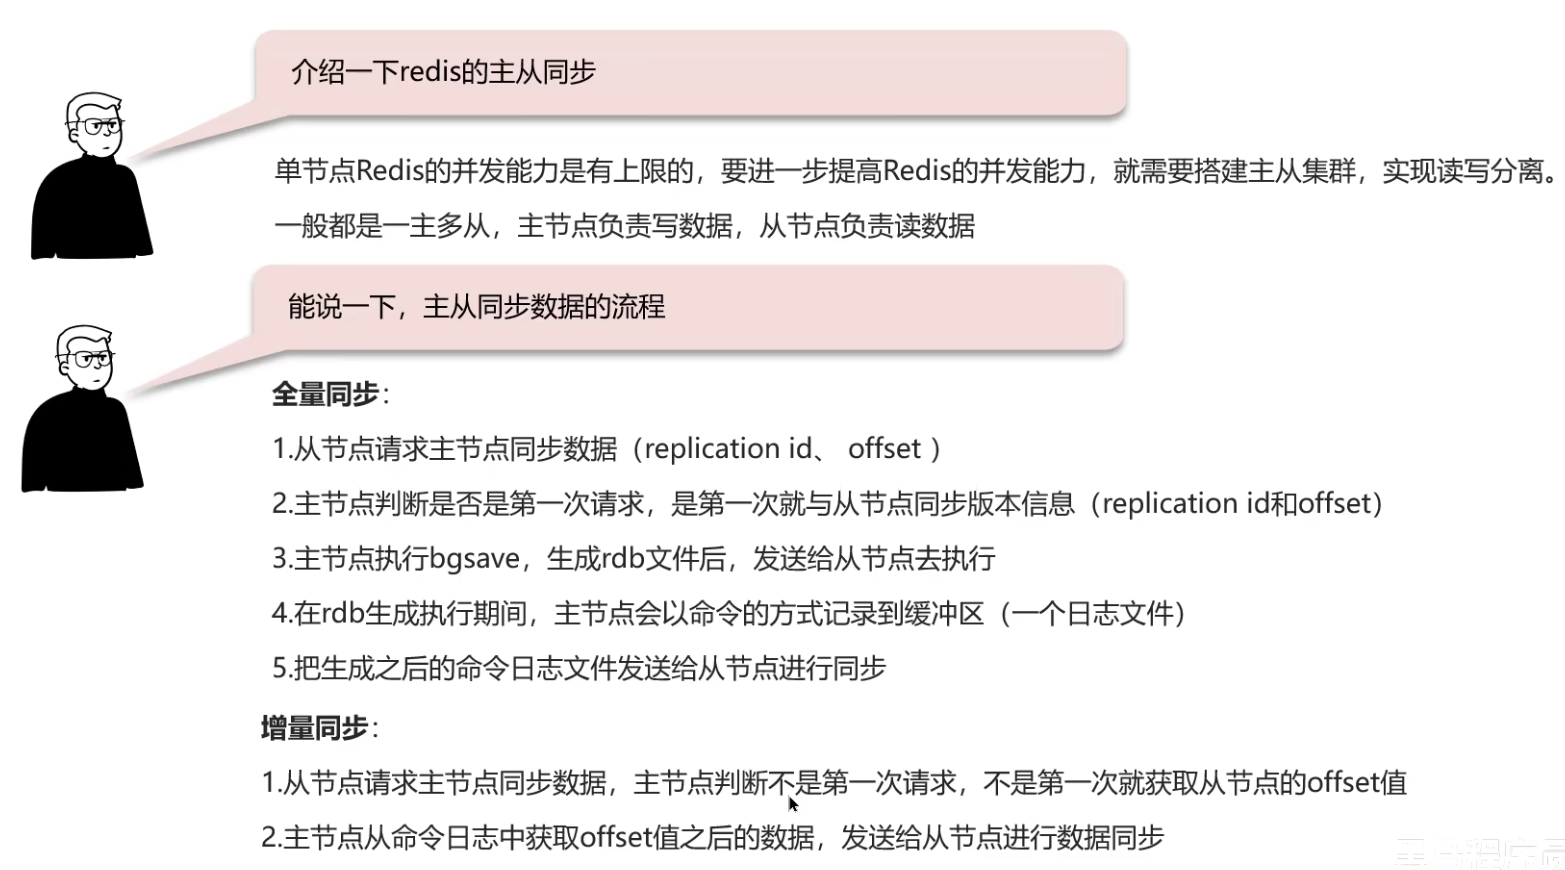 介绍一下redis的主从同步
单节点Redis的并发能力是有上限的，要进一步提高Redis的并发能力，就需要搭建主从集群，实现读写分离。
一般都是一主多从，主节点负责写数据，从节点负责读数据
能说一下，主从同步数据的流程
全量同步：
1.从节点请求主节点同步数据（replication id、 offset ）
2.主节点判断是否是第一次请求，是第一次就与从节点同步版本信息（replication id和offset）
3.主节点执行bgsave，生成rdb文件后，发送给从节点去执行
4.在rdb生成执行期间，主节点会以命令的方式记录到缓冲区（一个日志文件）
5.把生成之后的命令日志文件发送给从节点进行同步
增量同步：
1.从节点请求主节点同步数据，主节点判断不是第一次请求，不是第一次就获取从节点的offset值
2.主节点从命令日志中获取offset值之后的数据，发送给从节点进行数据同步